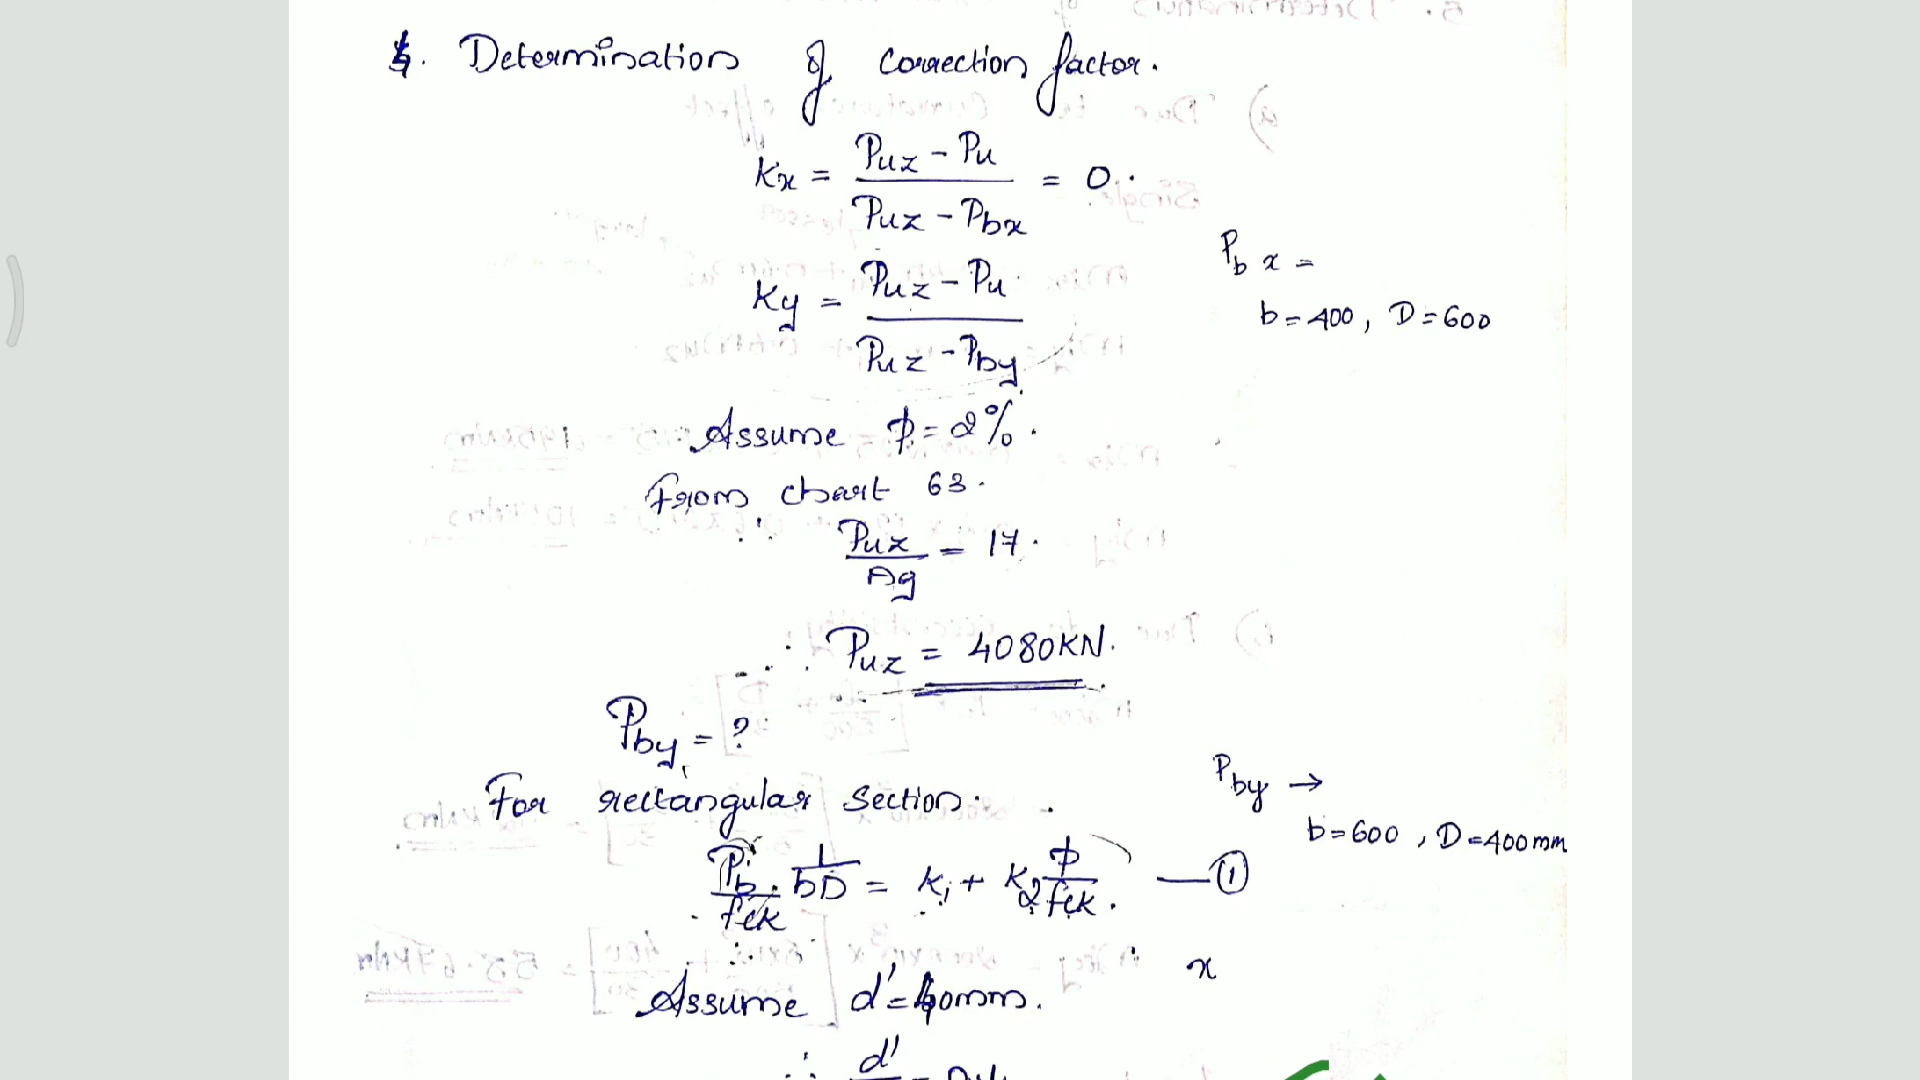 4. Determination of correction factor.
Kx = (Puz - Pu) / (Puz - Pbx) = 0.
Pbx =
b = 400, D = 600
Ky = (Puz - Pu) / (Puz - Pby)
Assume p = 2%.
From chart 63.
∴ Puz / Ag = 17.
∴ Puz = 4080KN.
Pby = ?
Pby →
For rectangular section.
b = 600, D = 400mm
Pb / fck · 1 / bD = K1 + K2 p / fck. — ①
x
Assume d' = 40mm.
∴ d'